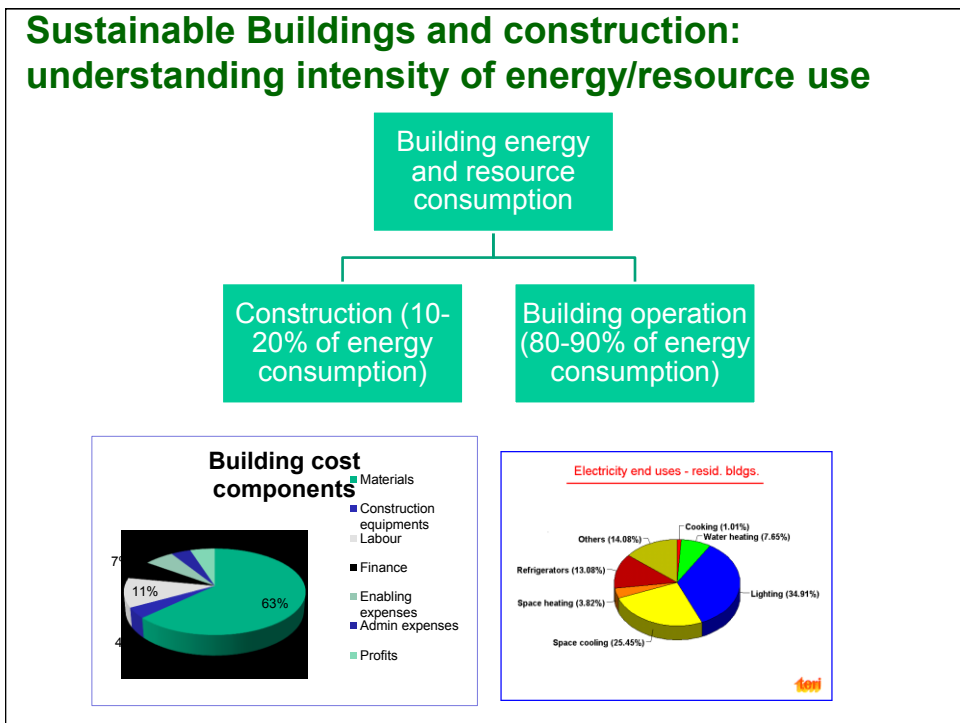 Sustainable Buildings and construction:
understanding intensity of energy/resource use
Building energy
and resource
consumption
Construction (10-
20% of energy
consumption)
Building operation
(80-90% of energy
consumption)
Building cost
components
Materials
Construction
equipments
Labour
Finance
Enabling
expenses
Admin expenses
Profits
7%
11%
63%
Electricity end uses - resid. bldgs.
Cooking (1.01%)
Water heating (7.65%)
Others (14.08%)
Refrigerators (13.08%)
Lighting (34.91%)
Space heating (3.82%)
Space cooling (25.45%)
teri